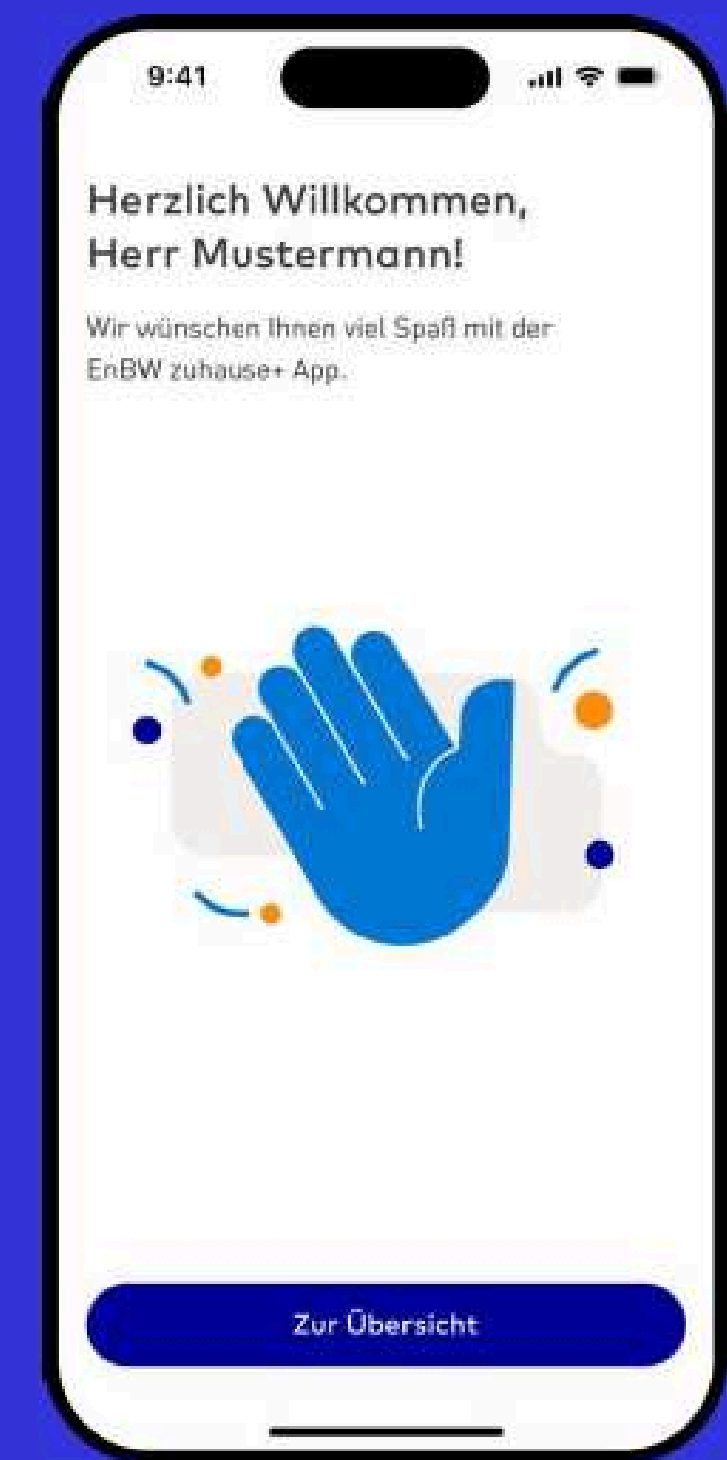 9:41
Herzlich Willkommen,
Herr Mustermann!
Wir wünschen Ihnen viel Spaß mit der
EnBW zuhause+ App.
Zur Übersicht